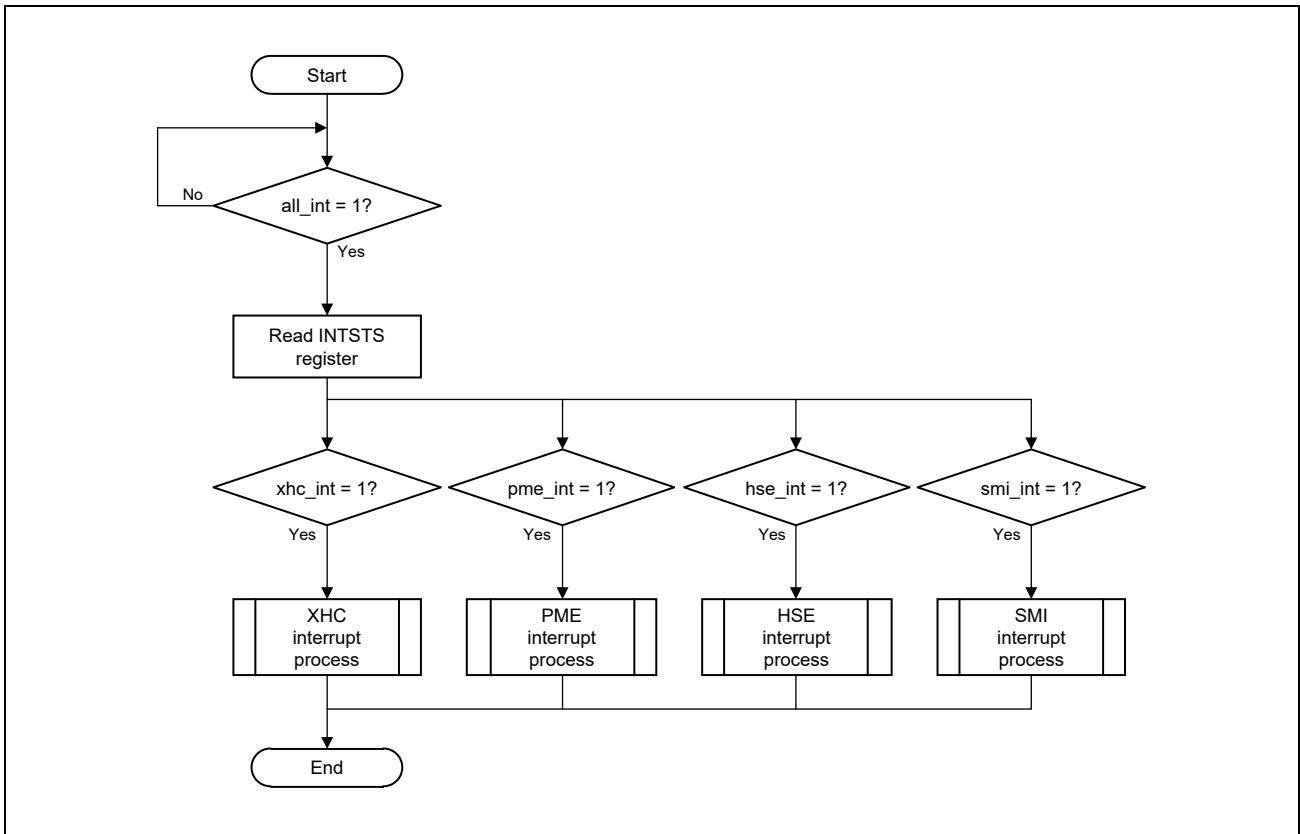 Start
No
all_int = 1?
Yes
Read INTSTS
register
xhc_int = 1?
pme_int = 1?
hse_int = 1?
smi_int = 1?
Yes
Yes
Yes
Yes
XHC
interrupt
process
PME
interrupt
process
HSE
interrupt
process
SMI
interrupt
process
End